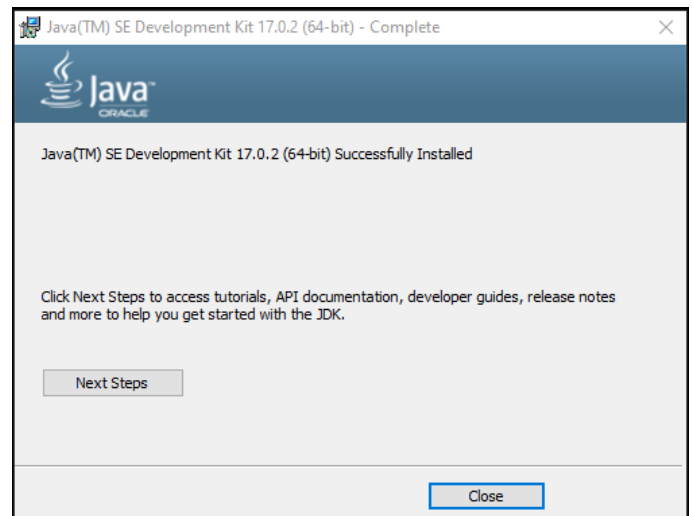 Java(TM) SE Development Kit 17.0.2 (64-bit) - Complete
Java™
ORACLE
Java(TM) SE Development Kit 17.0.2 (64-bit) Successfully Installed
Click Next Steps to access tutorials, API documentation, developer guides, release notes
and more to help you get started with the JDK.
Next Steps
Close